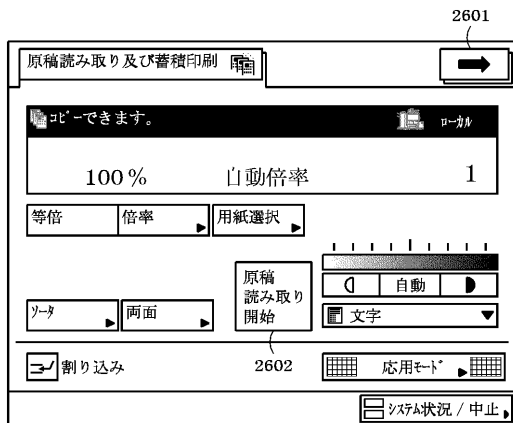 2601
原稿読み取り及び蓄積印刷
ｺﾋﾟｰできます。 ﾛｰｶﾙ
100% 自動倍率 1
等倍 倍率 用紙選択
原稿
読み取り
開始
自動
ｿｰﾀ 両面 文字
割り込み 2602 応用ﾓｰﾄﾞ
ｼｽﾃﾑ状況 / 中止